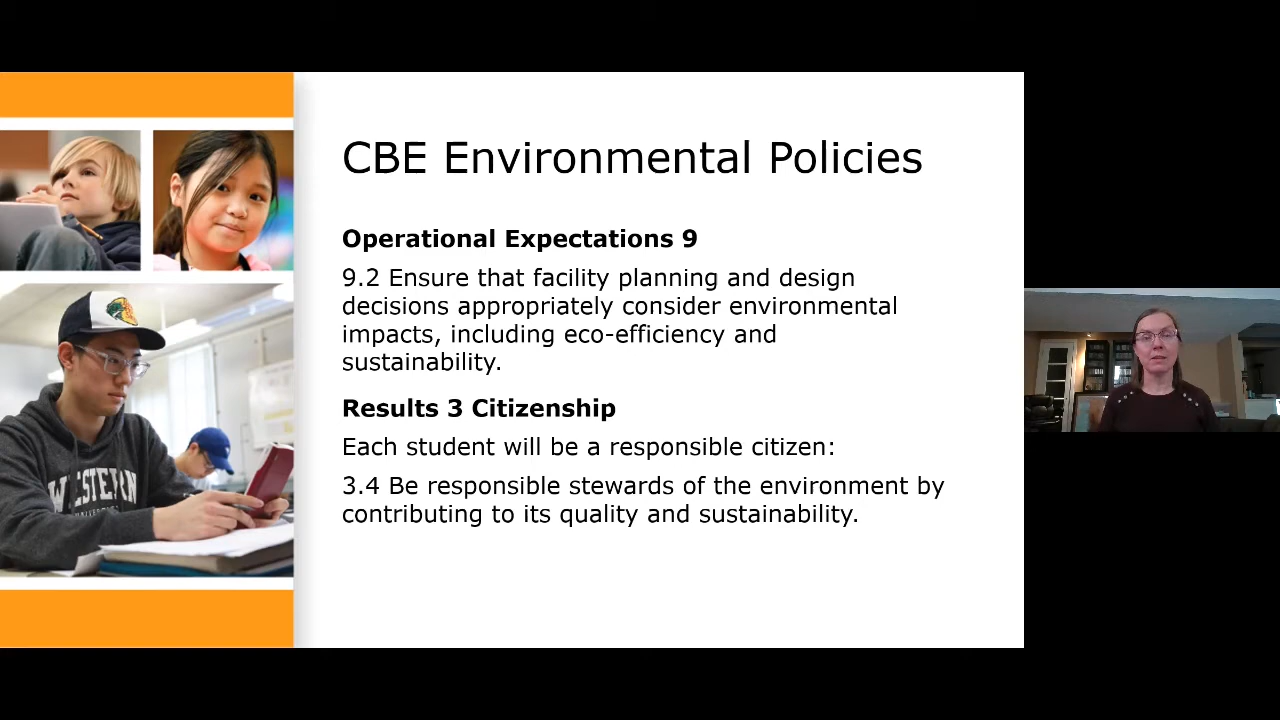 CBE Environmental Policies
Operational Expectations 9
9.2 Ensure that facility planning and design
decisions appropriately consider environmental
impacts, including eco-efficiency and
sustainability.
Results 3 Citizenship
Each student will be a responsible citizen:
3.4 Be responsible stewards of the environment by
contributing to its quality and sustainability.
WESTERN